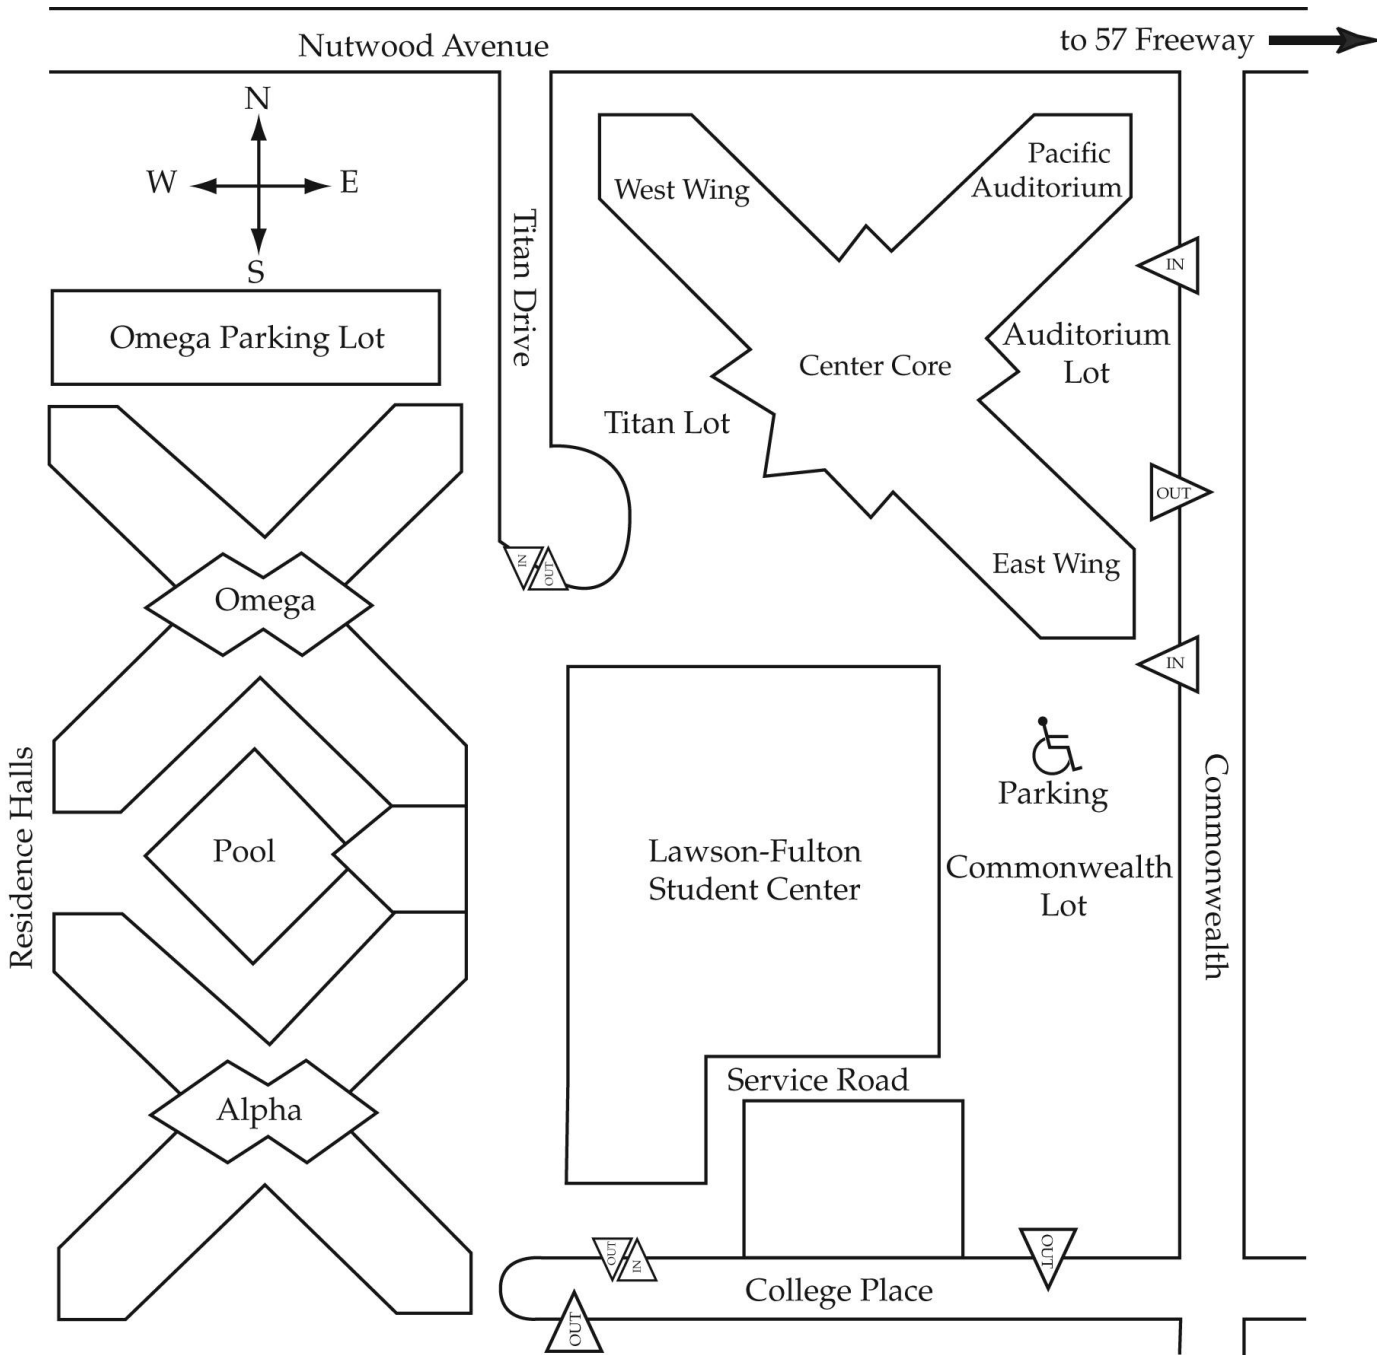 Nutwood Avenue
to 57 Freeway
N
W
E
S
Titan Drive
West Wing
Pacific
Auditorium
IN
Omega Parking Lot
Center Core
Auditorium
Lot
Titan Lot
OUT
IN
OUT
East Wing
Omega
IN
Parking
Residence Halls
Pool
Lawson-Fulton
Student Center
Commonwealth
Lot
Commonwealth
Service Road
Alpha
OUT
IN
OUT
College Place
OUT